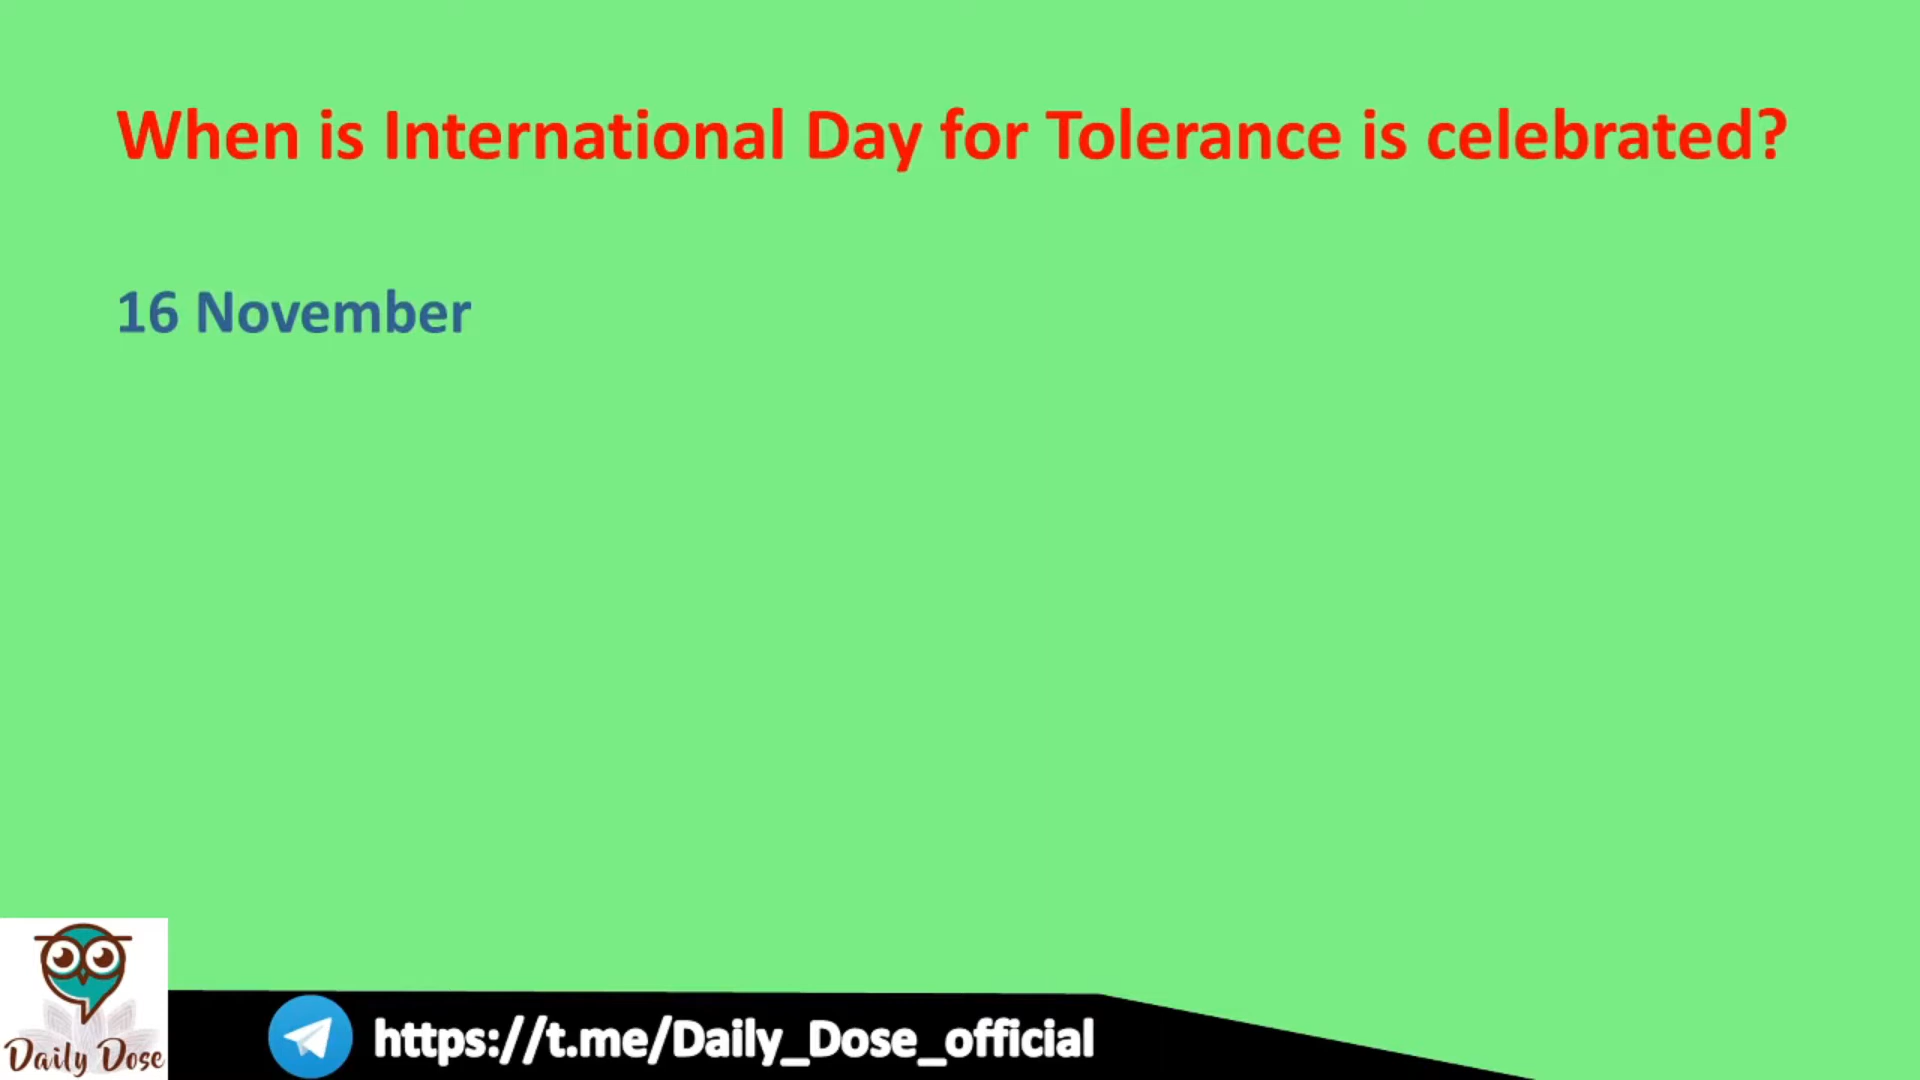 When is International Day for Tolerance is celebrated?
16 November
Daily Dose
https://t.me/Daily_Dose_official